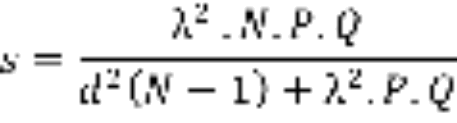 s = λ² . N. P. Q / d² (N − 1) + λ². P. Q